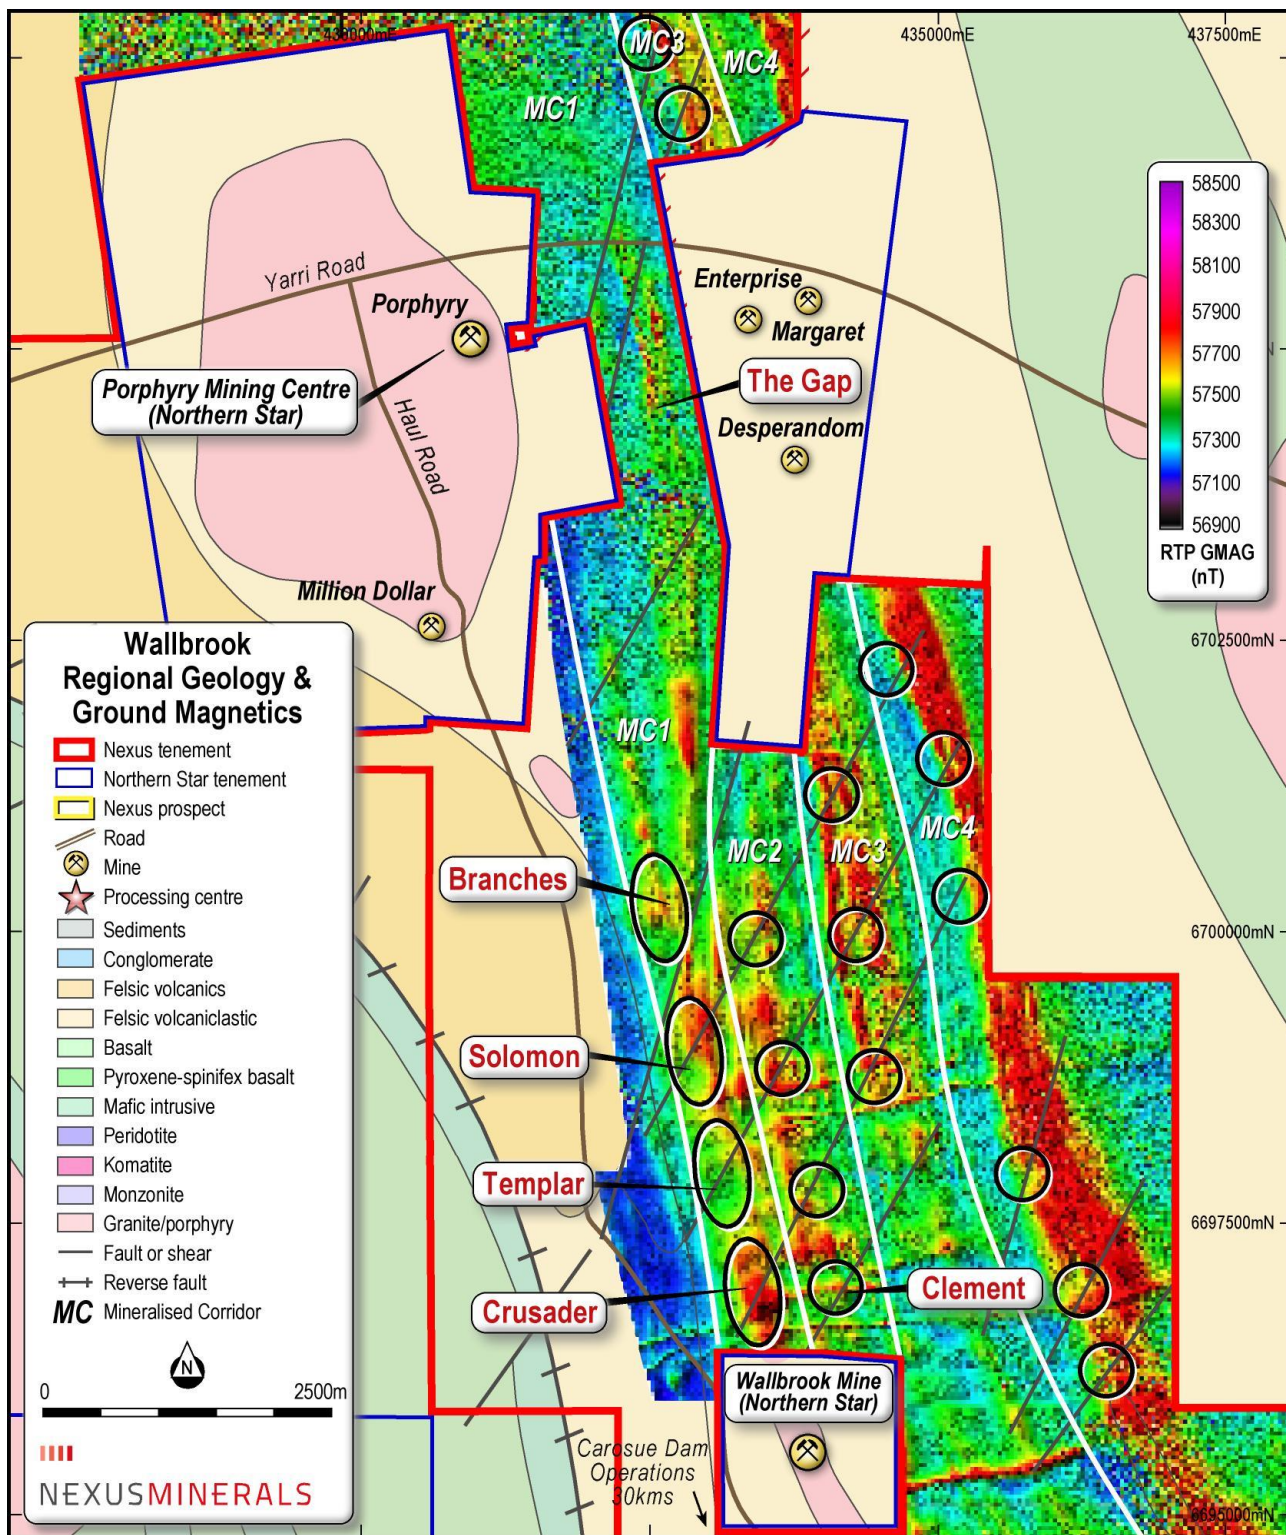 430000mE
435000mE
437500mE
MC3
MC4
MC1
Yarri Road
Porphyry
Porphyry Mining Centre
(Northern Star)
Haul Road
Enterprise
Margaret
The Gap
Desperandom
Million Dollar
58500
58300
58100
57900
57700
57500
57300
57100
56900
RTP GMAG
(nT)
6702500mN
MC1
MC2
MC3
MC4
Branches
6700000mN
Solomon
Templar
6697500mN
Crusader
Clement
Wallbrook Mine
(Northern Star)
Carosue Dam
Operations
30kms
6695000mN
Wallbrook
Regional Geology &
Ground Magnetics
Nexus tenement
Northern Star tenement
Nexus prospect
Road
Mine
Processing centre
Sediments
Conglomerate
Felsic volcanics
Felsic volcaniclastic
Basalt
Pyroxene-spinifex basalt
Mafic intrusive
Peridotite
Komatite
Monzonite
Granite/porphyry
Fault or shear
Reverse fault
MC Mineralised Corridor
N
0 2500m
NEXUSMINERALS